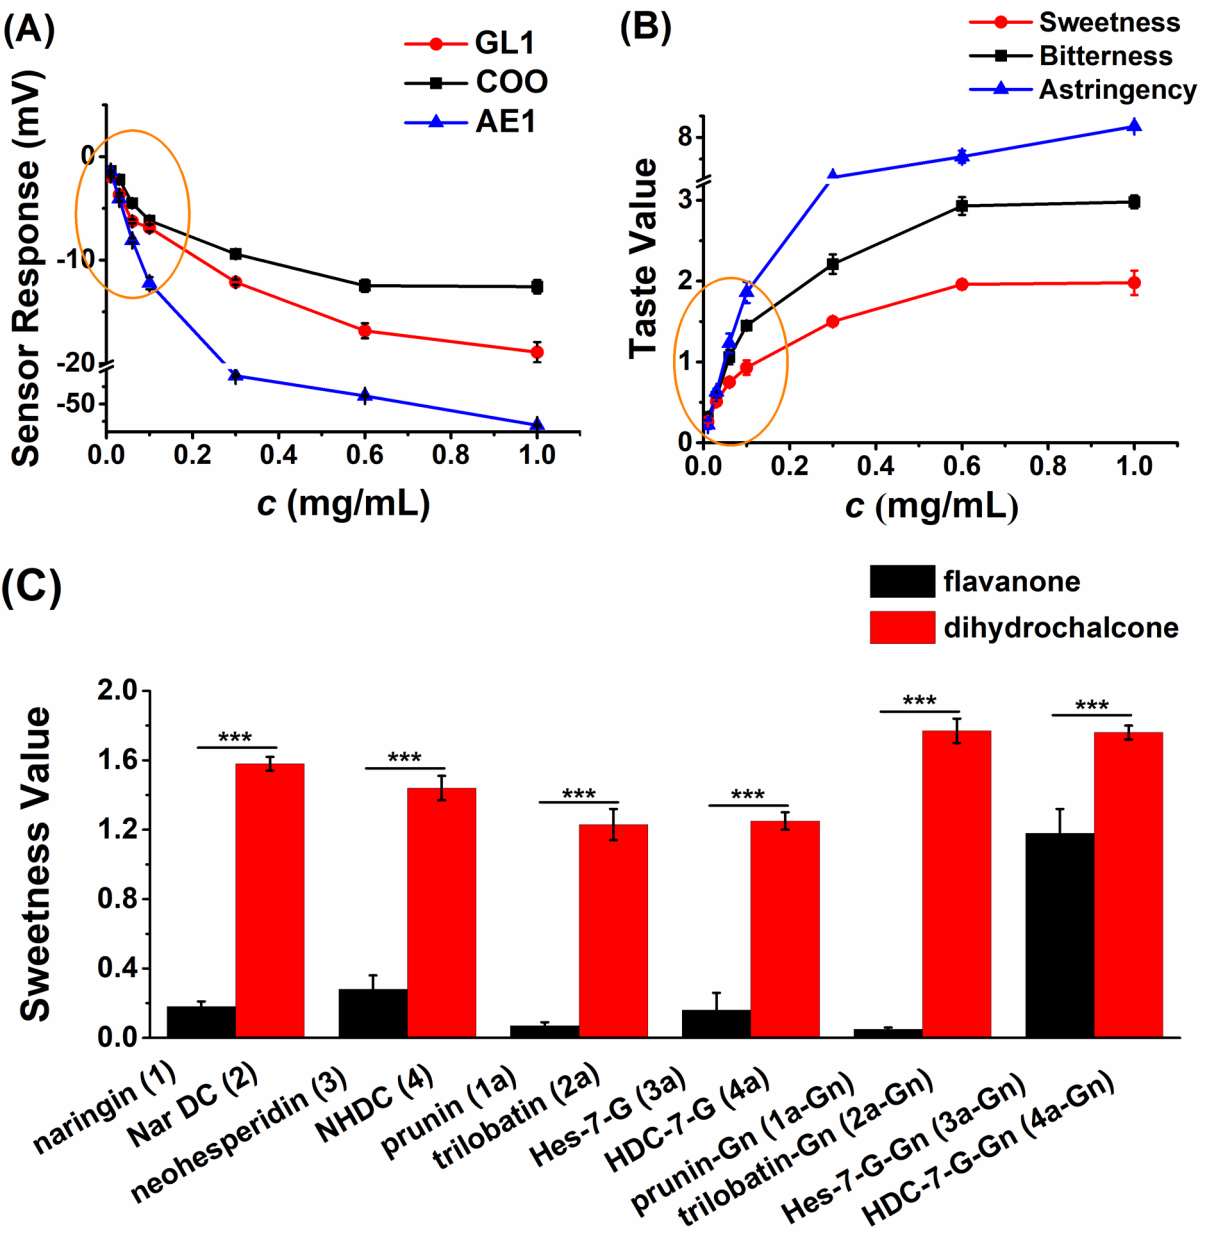 (A)
GL1
COO
AE1
Sensor Response (mV)
0
-10
-20
-50
0.0 0.2 0.4 0.6 0.8 1.0
c (mg/mL)
(B)
Sweetness
Bitterness
Astringency
Taste Value
8
3
2
1
0
0.0 0.2 0.4 0.6 0.8 1.0
c (mg/mL)
(C)
flavanone
dihydrochalcone
Sweetness Value
2.0
1.6
1.2
0.8
0.4
0.0
*** *** *** *** *** ***
naringin (1)
Nar DC (2)
neohesperidin (3)
NHDC (4)
prunin (1a)
trilobatin (2a)
Hes-7-G (3a)
HDC-7-G (4a)
prunin-Gn (1a-Gn)
trilobatin-Gn (2a-Gn)
Hes-7-G-Gn (3a-Gn)
HDC-7-G-Gn (4a-Gn)